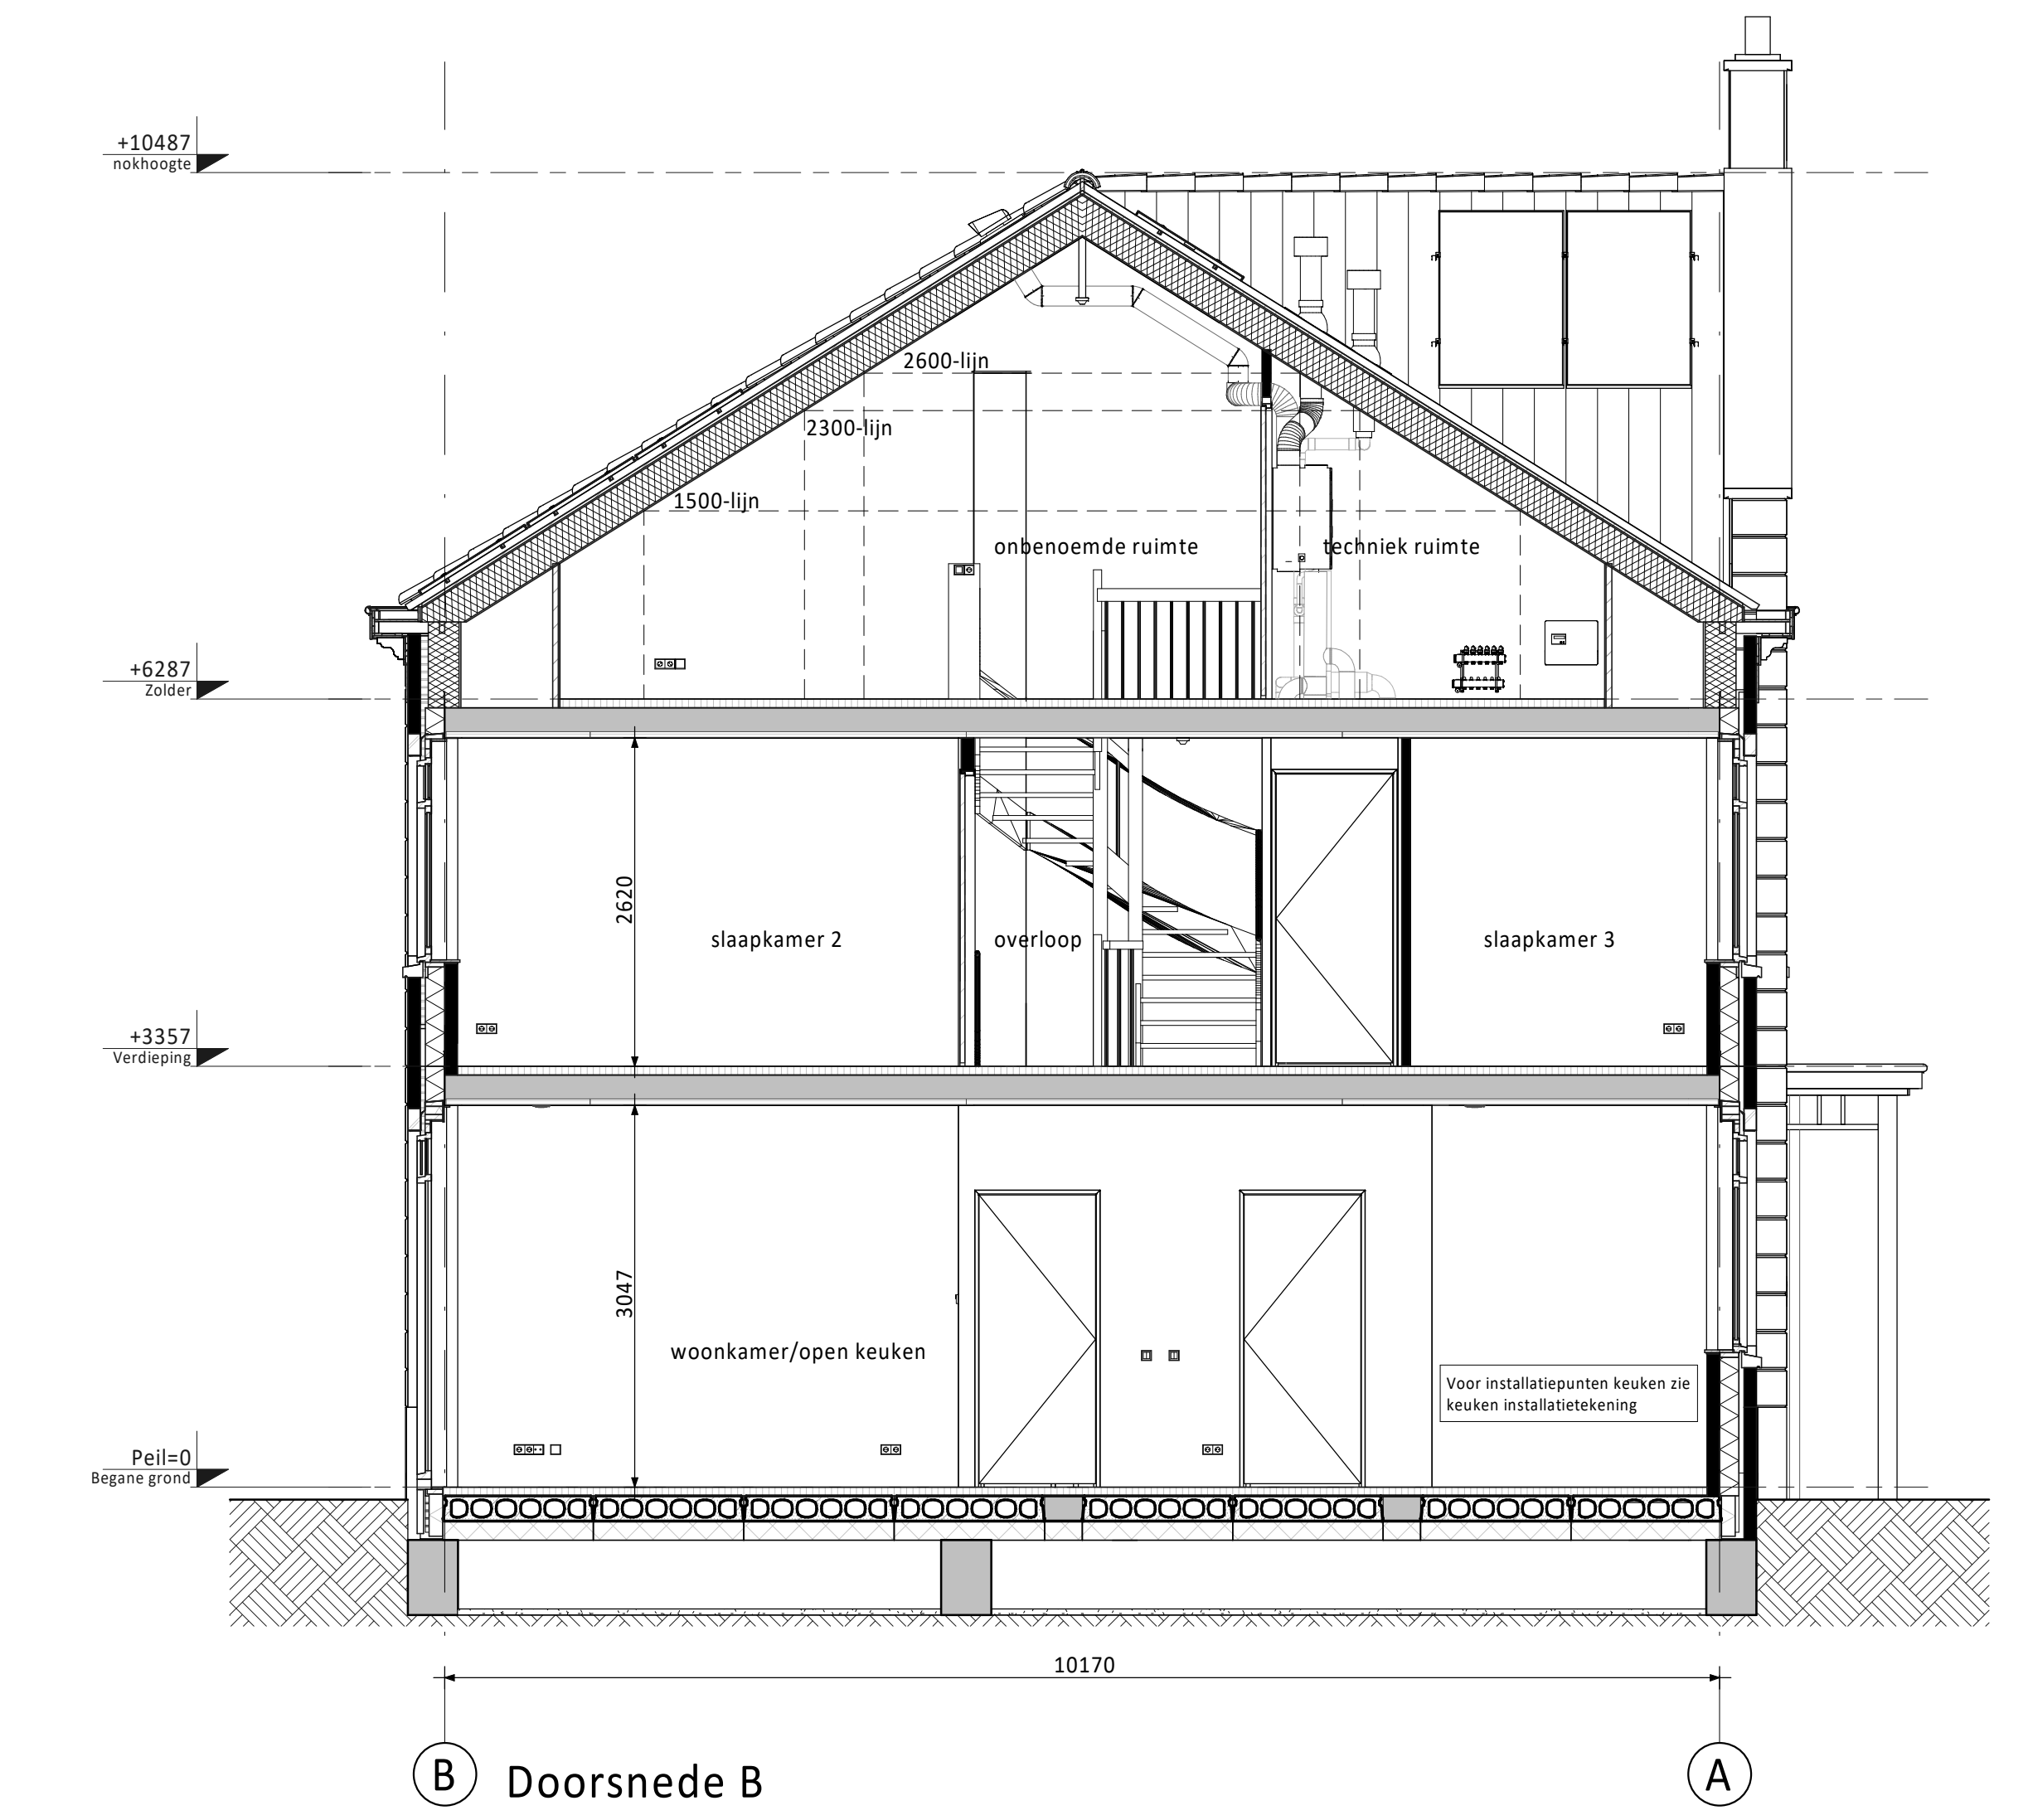 +10487
nokhoogte
2600-lijn
2300-lijn
1500-lijn
onbenoemde ruimte
techniek ruimte
+6287
Zolder
2620
slaapkamer 2
overloop
slaapkamer 3
+3357
Verdieping
3047
woonkamer/open keuken
Voor installatiepunten keuken zie
keuken installatietekening
Peil=0
Begane grond
10170
B
Doorsnede B
A